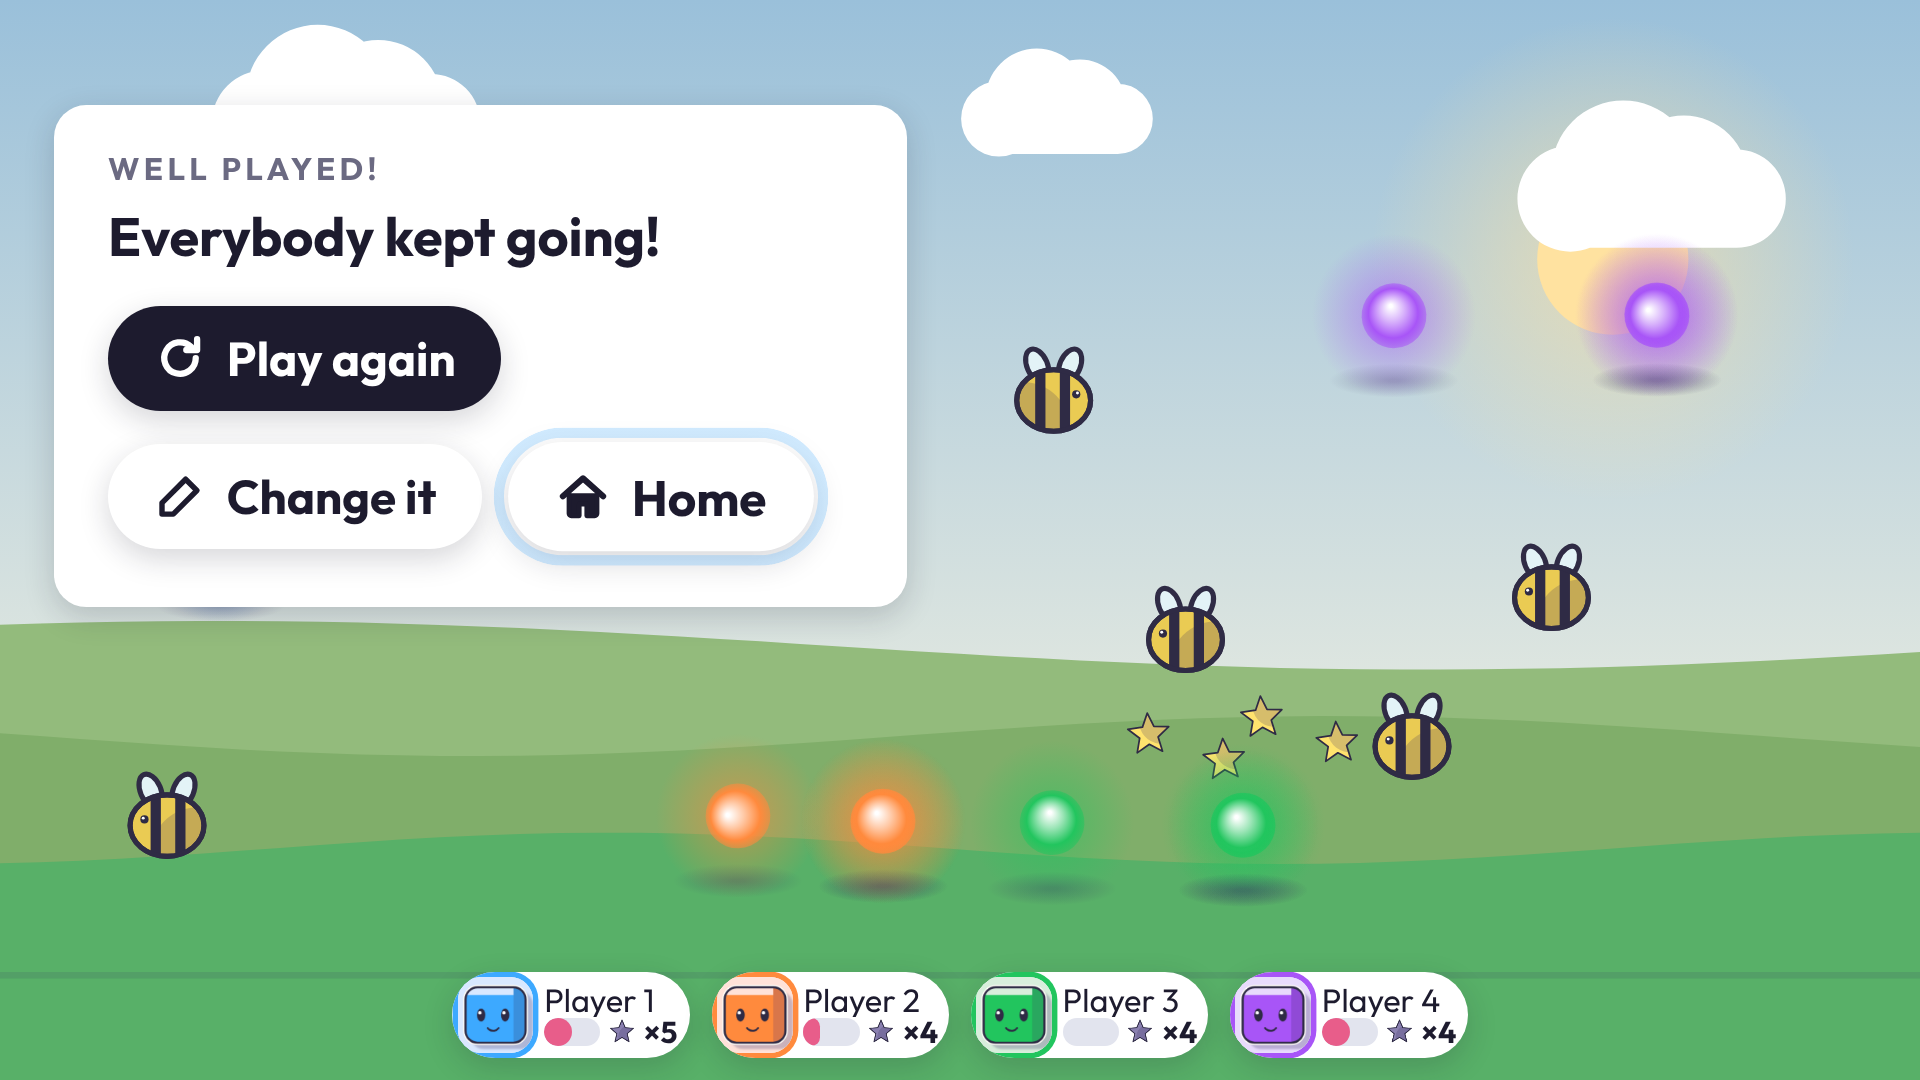 WELL PLAYED!
Everybody kept going!
Play again
Change it
Home
Player 1
×5
Player 2
×4
Player 3
×4
Player 4
×4